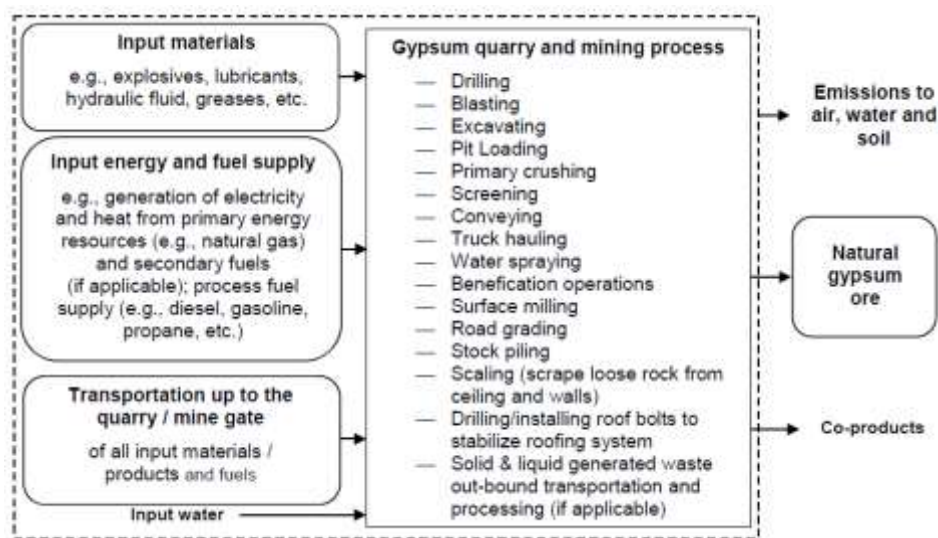 Input materials
e.g., explosives, lubricants,
hydraulic fluid, greases, etc.
Input energy and fuel supply
e.g., generation of electricity
and heat from primary energy
resources (e.g., natural gas)
and secondary fuels
(if applicable); process fuel
supply (e.g., diesel, gasoline,
propane, etc.)
Transportation up to the
quarry / mine gate
of all input materials /
products and fuels
Input water
Gypsum quarry and mining process
— Drilling
— Blasting
— Excavating
— Pit Loading
— Primary crushing
— Screening
— Conveying
— Truck hauling
— Water spraying
— Benefication operations
— Surface milling
— Road grading
— Stock piling
— Scaling (scrape loose rock from
ceiling and walls)
— Drilling/installing roof bolts to
stabilize roofing system
— Solid & liquid generated waste
out-bound transportation and
processing (if applicable)
Emissions to
air, water and
soil
Natural
gypsum
ore
Co-products